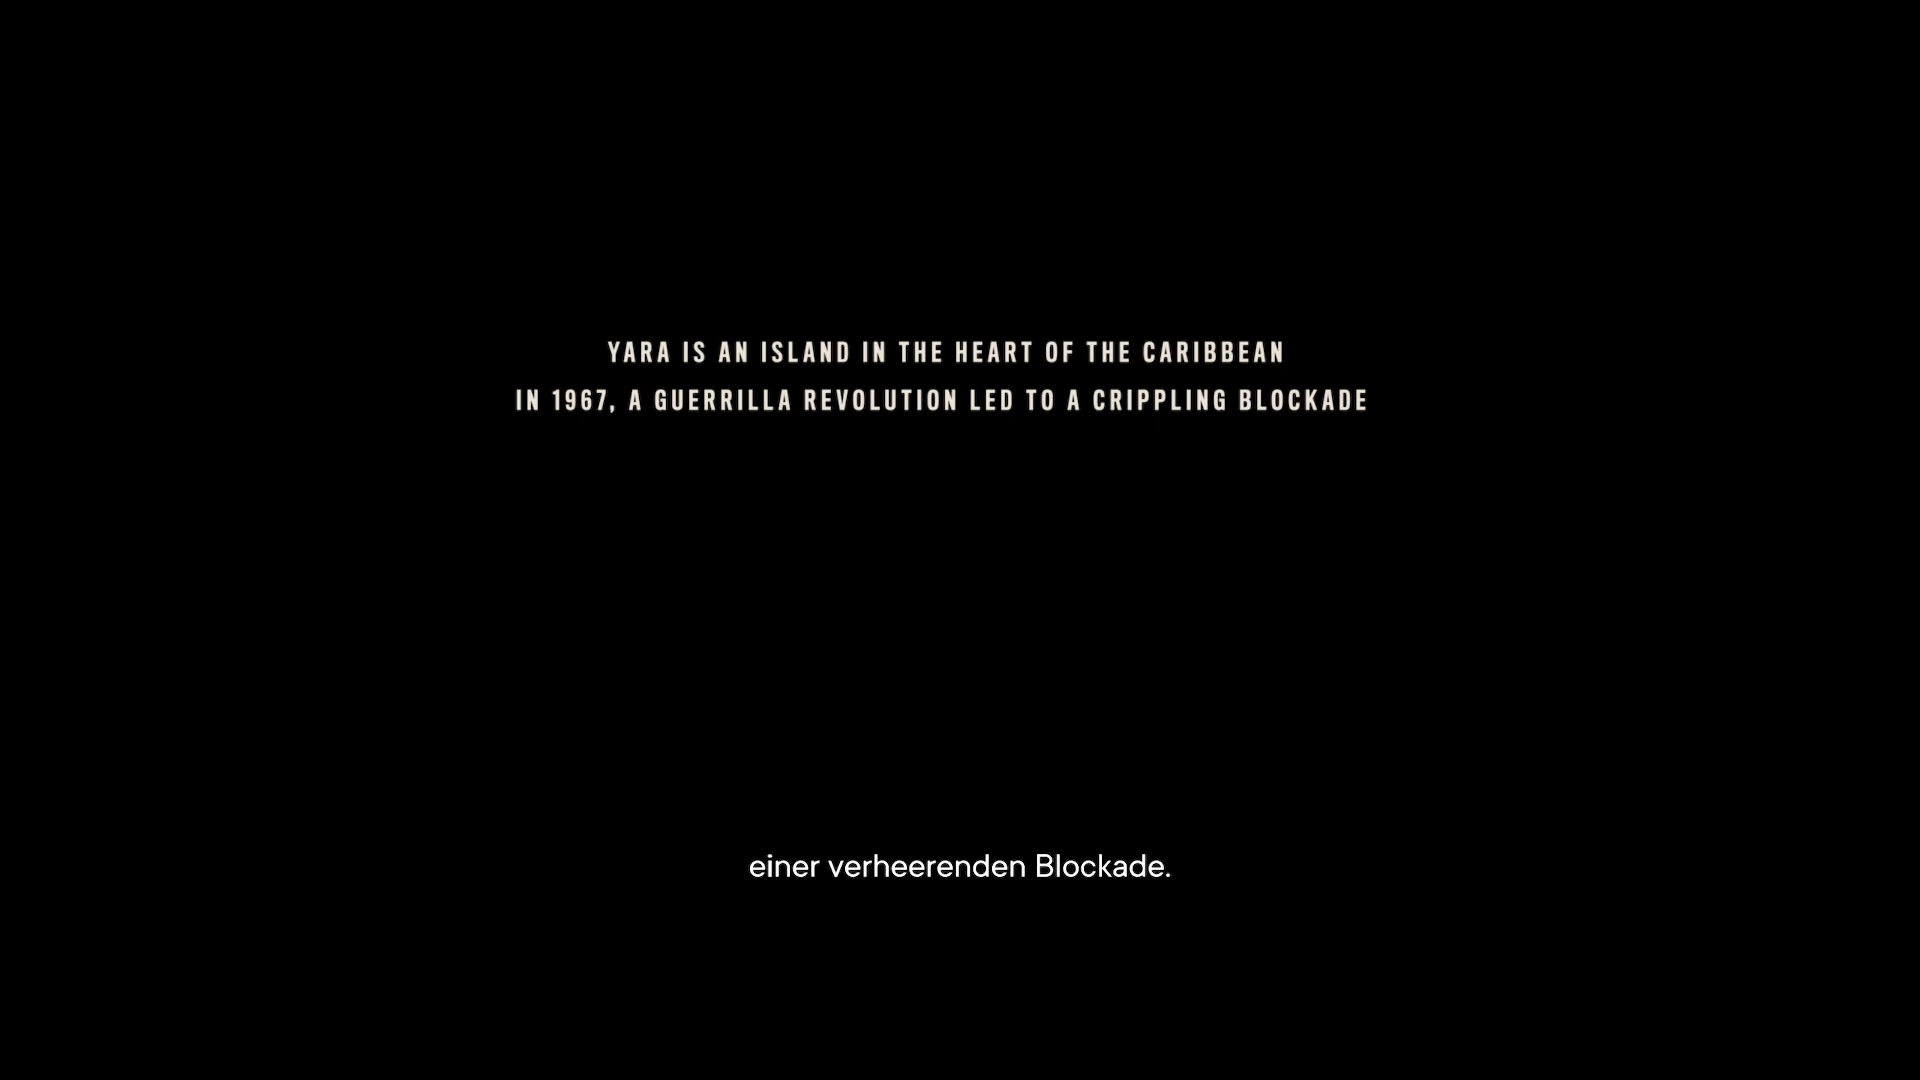 YARA IS AN ISLAND IN THE HEART OF THE CARIBBEAN
IN 1967, A GUERRILLA REVOLUTION LED TO A CRIPPLING BLOCKADE
einer verheerenden Blockade.